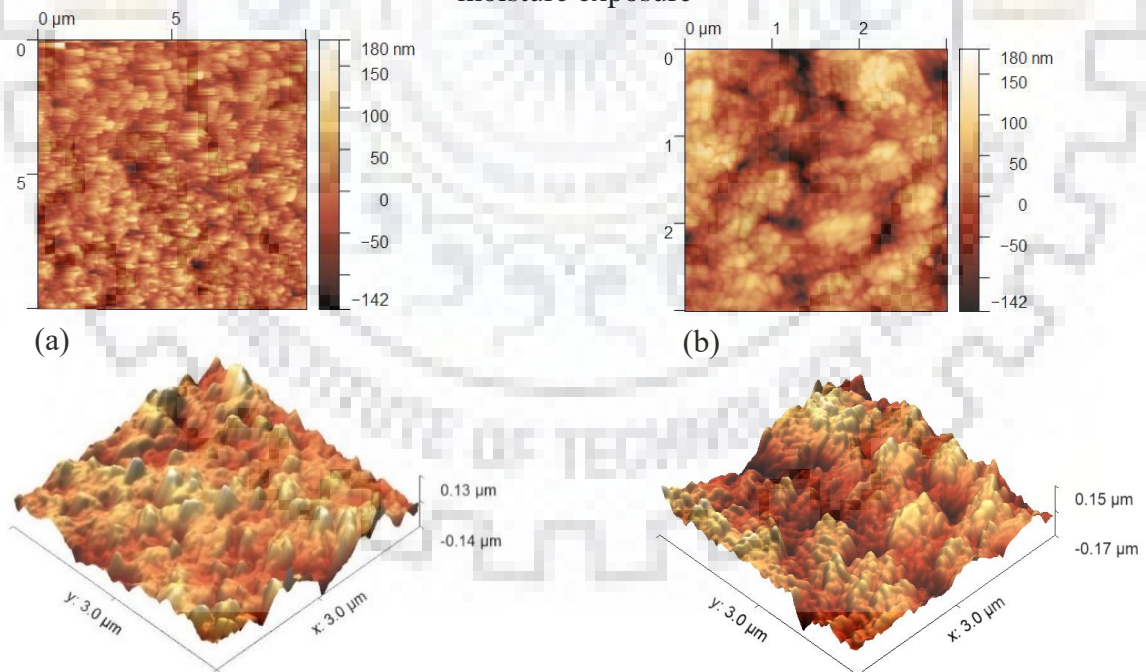 moisture exposure
0 µm 5
0
5
180 nm
150
100
50
0
−50
−142
0 µm 1 2
0
1
2
180 nm
150
100
50
0
−50
−142
(a)
(b)
0.13 µm
-0.14 µm
y: 3.0 µm
x: 3.0 µm
0.15 µm
-0.17 µm
y: 3.0 µm
x: 3.0 µm